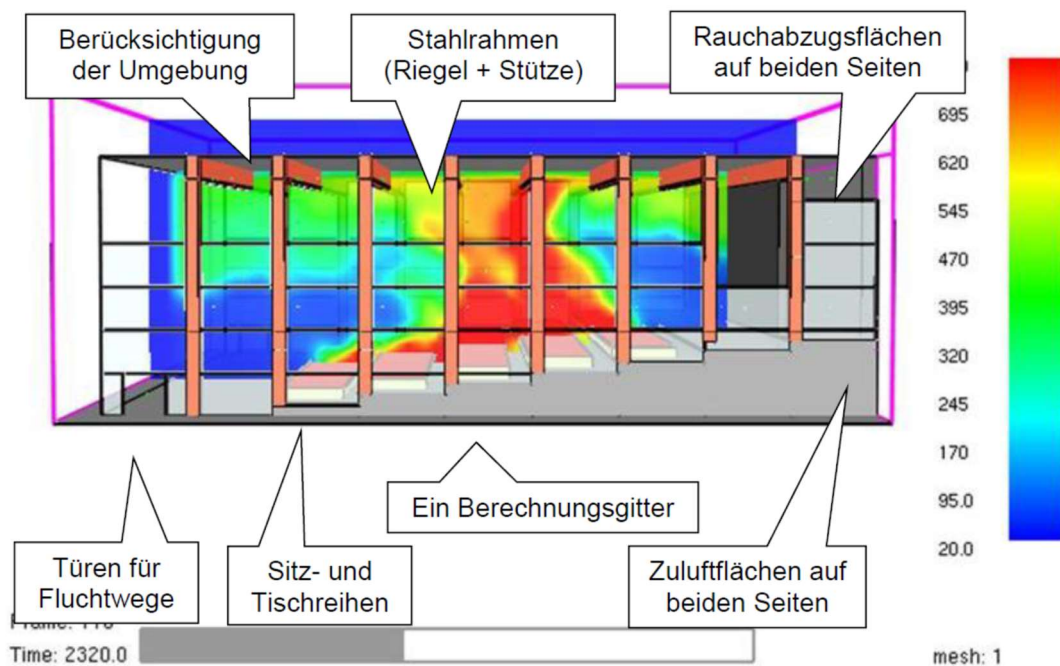 Berücksichtigung
der Umgebung
Stahlrahmen
(Riegel + Stütze)
Rauchabzugsflächen
auf beiden Seiten
695
620
545
470
395
320
245
170
95.0
20.0
Ein Berechnungsgitter
Türen für
Fluchtwege
Sitz- und
Tischreihen
Zuluftflächen auf
beiden Seiten
Time: 2320.0
mesh: 1